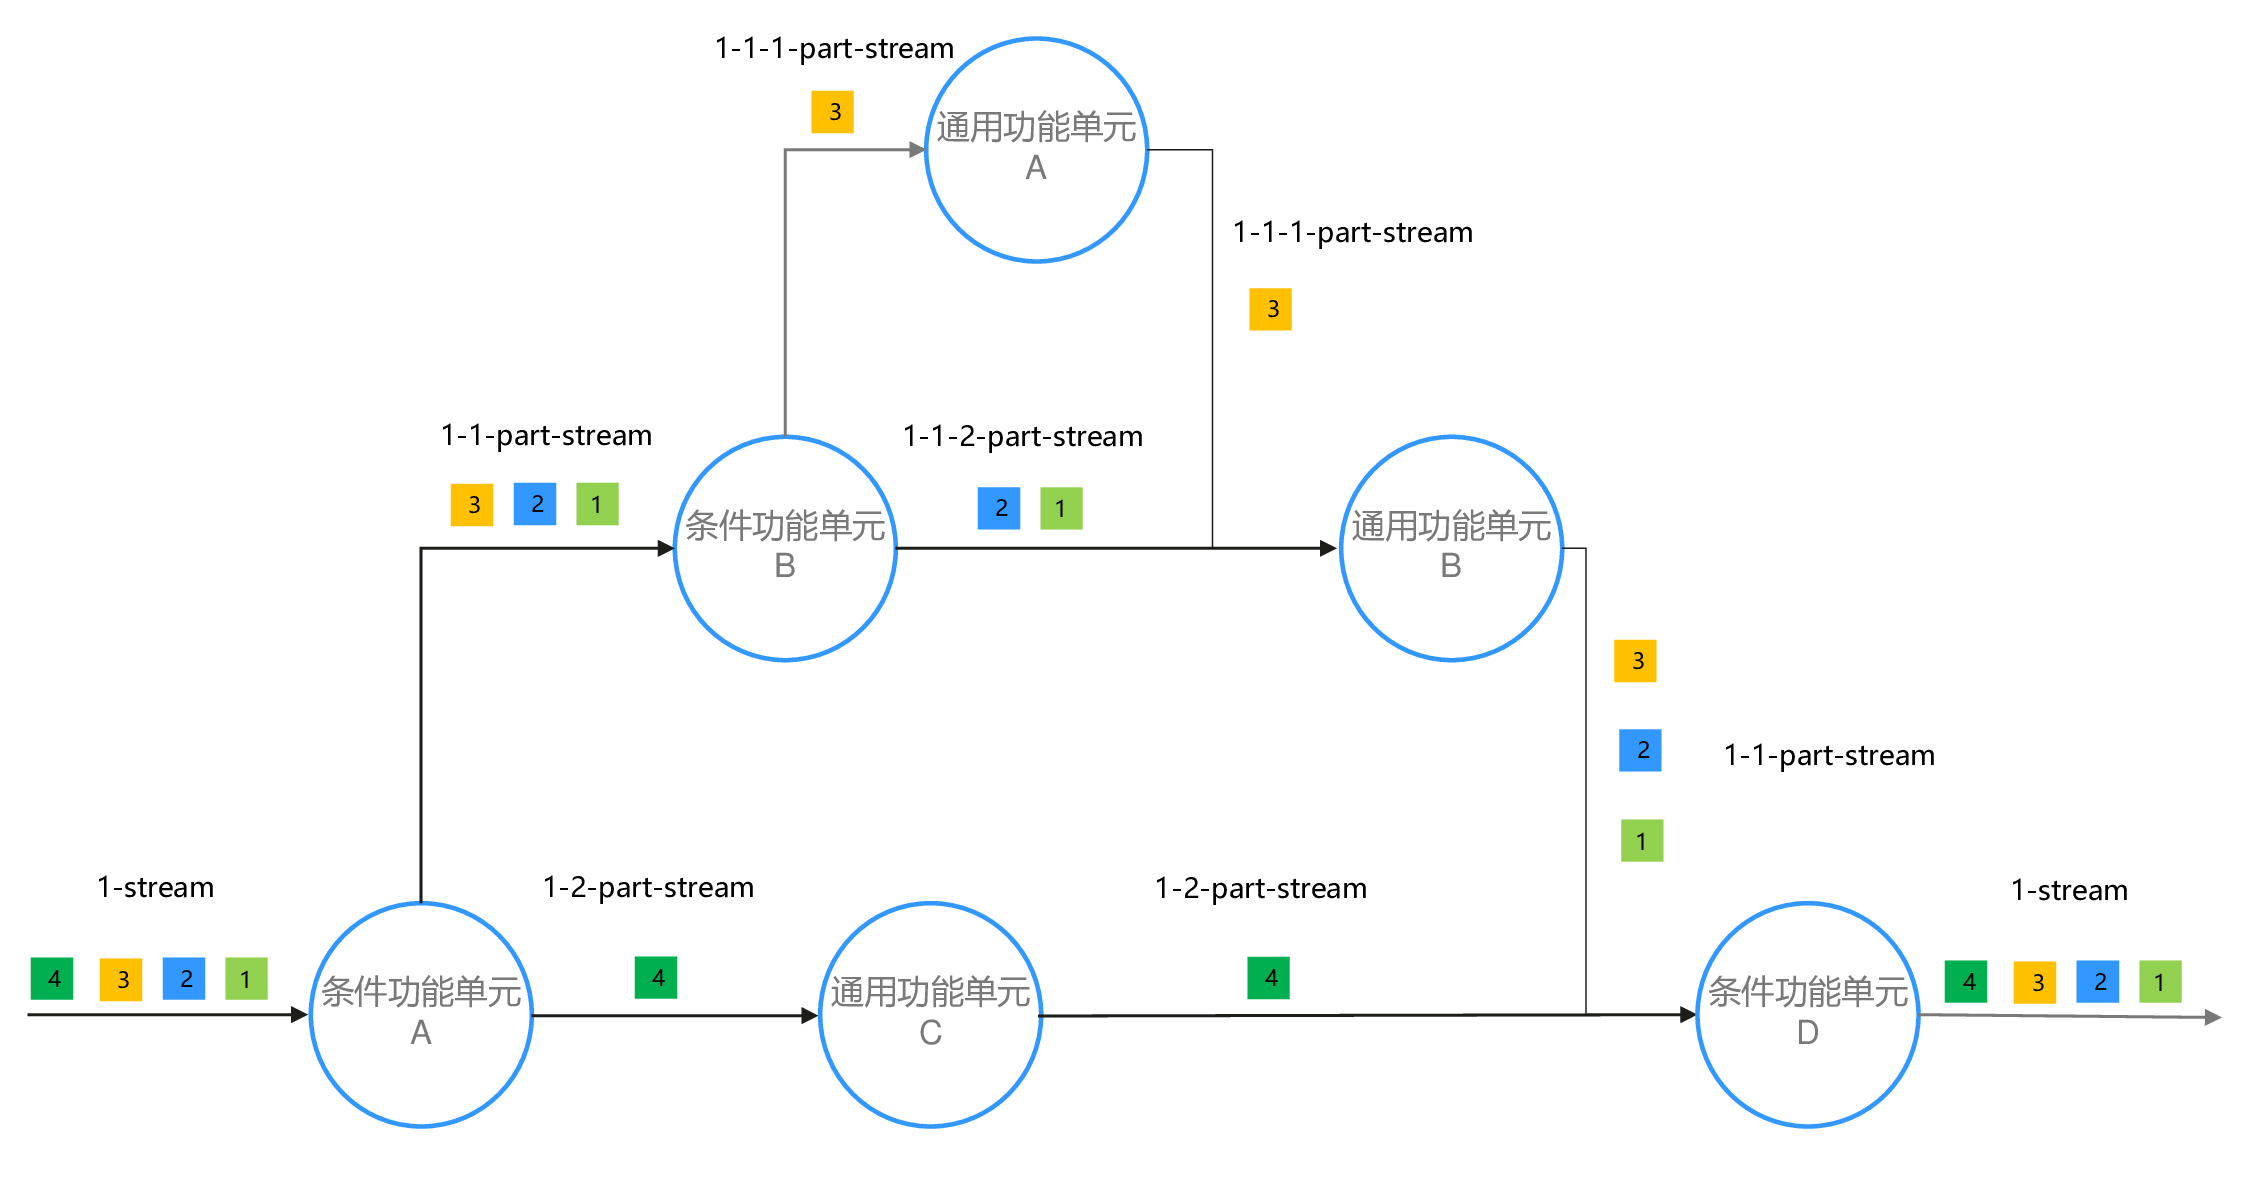 1-1-1-part-stream
3
通用功能单元
A
1-1-1-part-stream
3
1-1-part-stream
3 2 1
条件功能单元
B
1-1-2-part-stream
2 1
通用功能单元
B
3
2
1-1-part-stream
1
1-stream
4 3 2 1
条件功能单元
A
1-2-part-stream
4
通用功能单元
C
1-2-part-stream
4
条件功能单元
D
1-stream
4 3 2 1